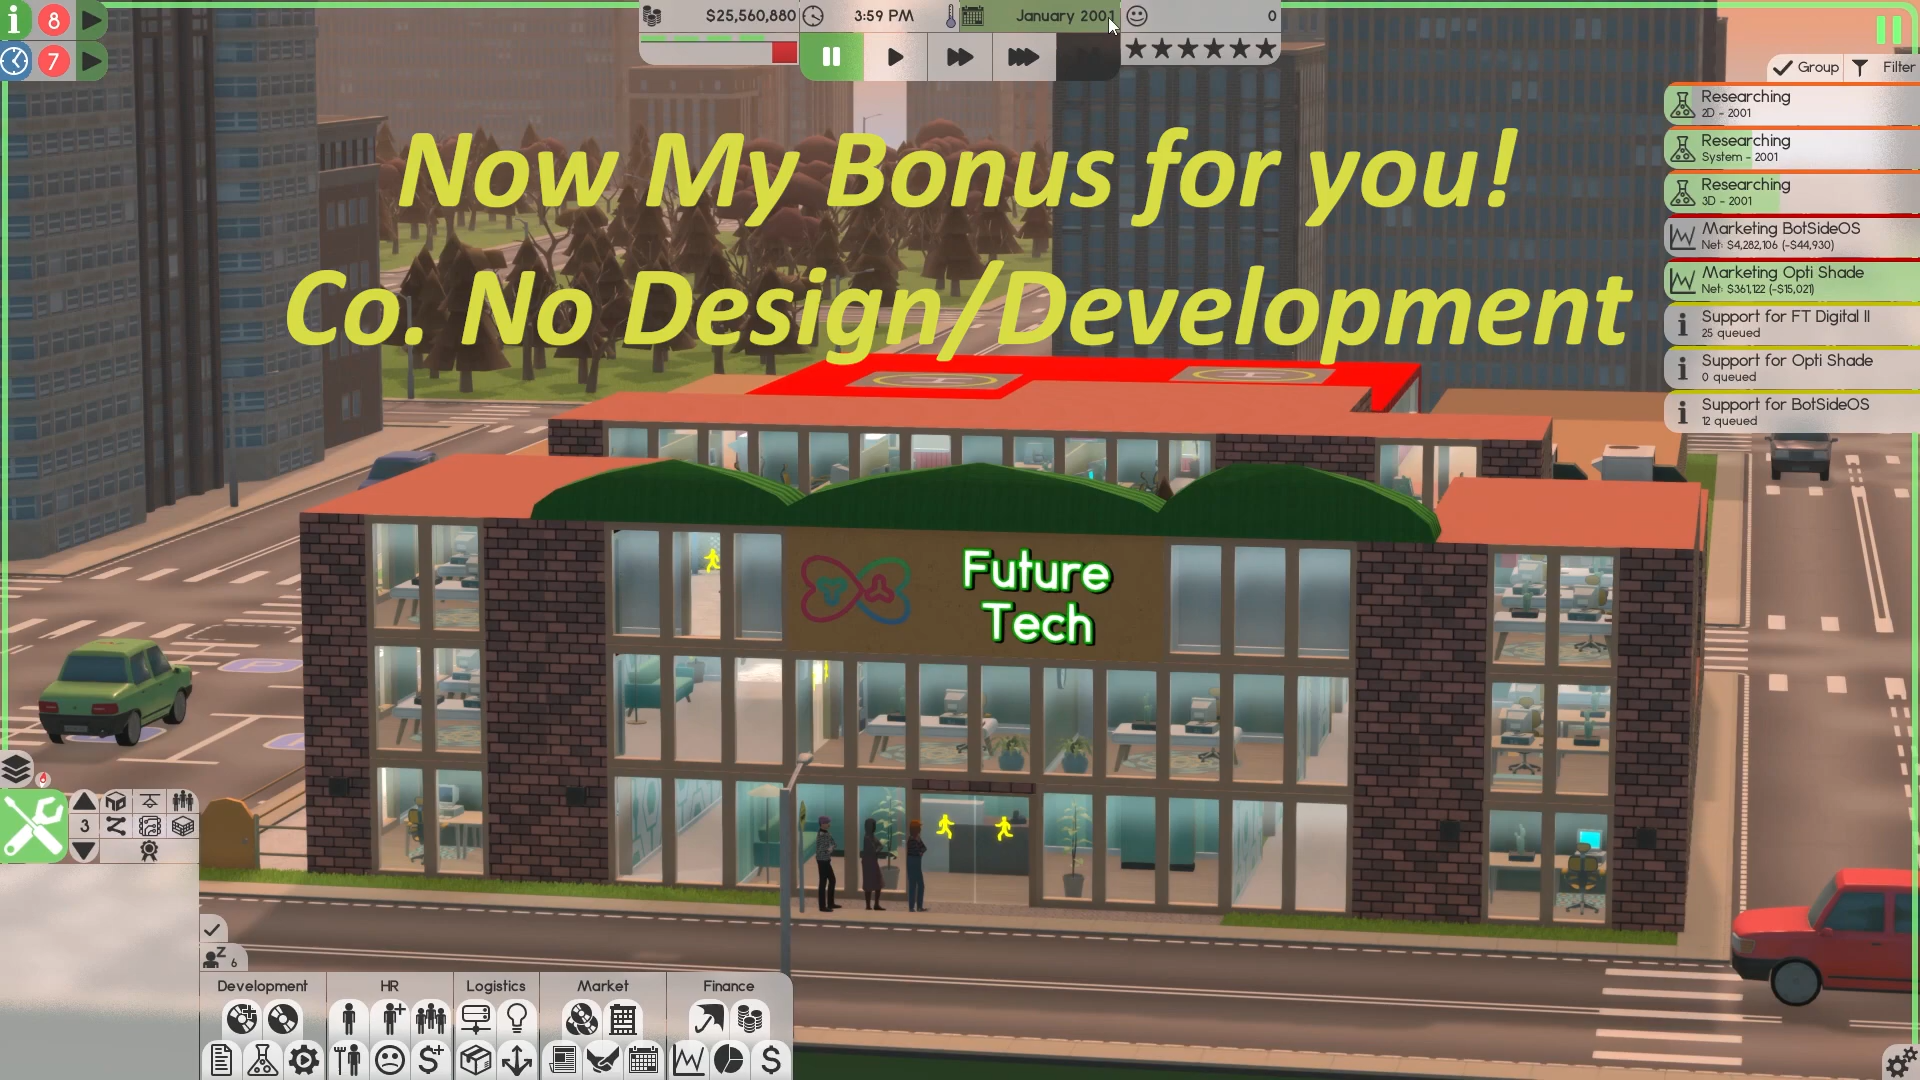 8
7
$25,560,880
3:59 PM
January 2001
0
Group
Filter
Now My Bonus for you!
Co. No Design/Development
Researching
2D - 2001
Researching
System - 2001
Researching
3D - 2001
Marketing BotSideOS
Net: $4,282,106 (-$44,930)
Marketing Opti Shade
Net: $361,122 (-$15,021)
Support for FT Digital II
25 queued
Support for Opti Shade
0 queued
Support for BotSideOS
12 queued
Future
Tech
3
Z 6
Development
HR
Logistics
Market
Finance